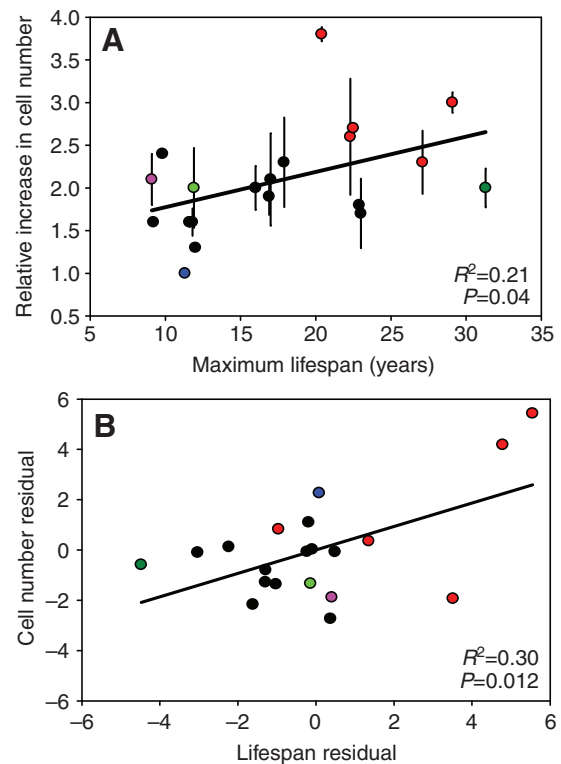 A
Relative increase in cell number
4.0
3.5
3.0
2.5
2.0
1.5
1.0
0.5
R²=0.21
P=0.04
5 10 15 20 25 30 35
Maximum lifespan (years)
B
Cell number residual
6
4
2
0
–2
–4
–6
R²=0.30
P=0.012
–6 –4 –2 0 2 4 6
Lifespan residual